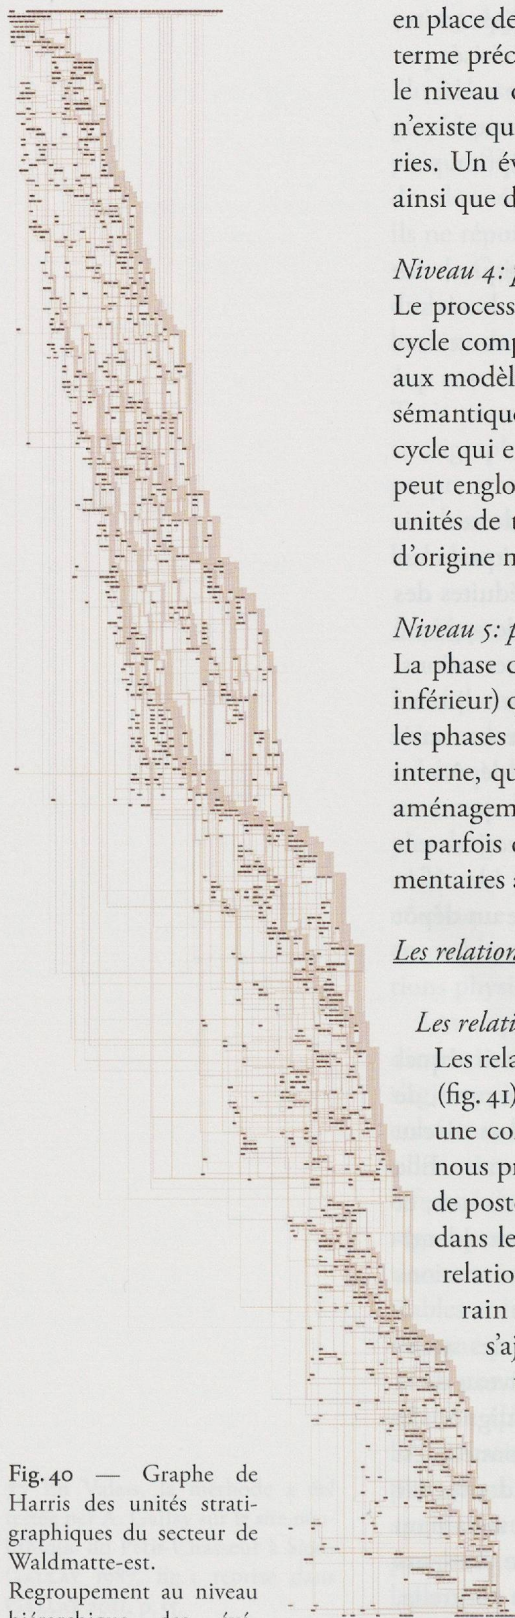 en place de
terme préc
le niveau
n'existe qu
ries. Un év
ainsi que d
Niveau 4:
Le process
cycle comp
aux modèl
sémantique
cycle qui e
peut englo
unités de t
d'origine n
Niveau 5:
La phase c
inférieur) c
les phases
interne, qu
aménagem
et parfois
mentaires a
Les relation
Les relati
Les rela
(fig. 41)
une co
nous pr
de post
dans le
relatio
rain
s'aj
Fig. 40 — Graphe de
Harris des unités strati-
graphiques du secteur de
Waldmatte-est.
Regroupement au niveau